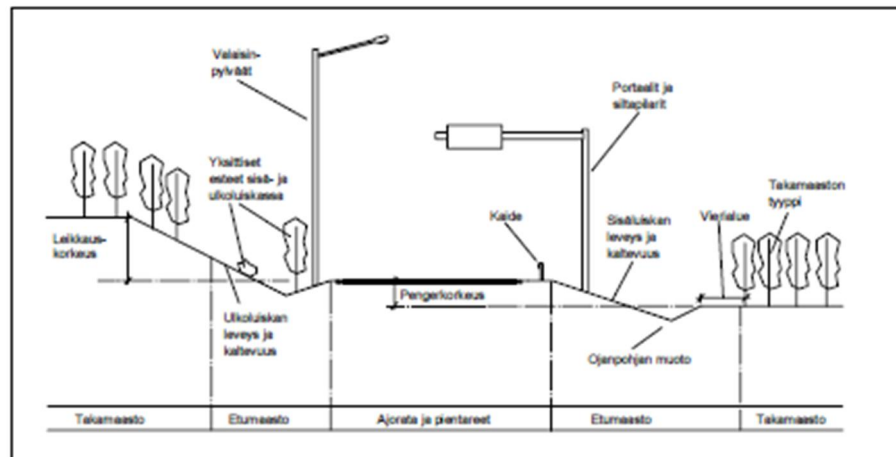 Valaisin-
pylväät
Portaalit ja
siltapilarit
Yksittiset
esteet sisä- ja
ulkoluiskassa
Takamaaston
tyyppi
Kaide
Sisäluiskan
leveys ja
kaltevuus
Vierialue
Leikkaus-
korkeus
Pengerkorkeus
Ulkoluiskan
leveys ja
kaltevuus
Ojanpohjan muoto
Takamaasto
Etumaasto
Ajorata ja pientareet
Etumaasto
Takamaasto